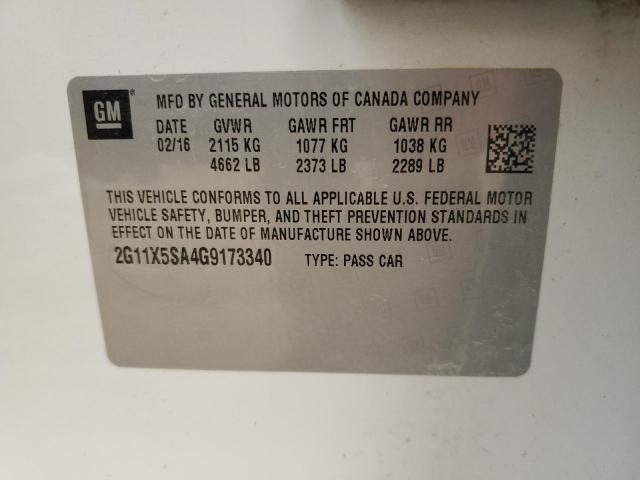 GM
MFD BY GENERAL MOTORS OF CANADA COMPANY
DATE GVWR GAWR FRT GAWR RR
02/16 2115 KG 1077 KG 1038 KG
4662 LB 2373 LB 2289 LB
THIS VEHICLE CONFORMS TO ALL APPLICABLE U.S. FEDERAL MOTOR
VEHICLE SAFETY, BUMPER, AND THEFT PREVENTION STANDARDS IN
EFFECT ON THE DATE OF MANUFACTURE SHOWN ABOVE.
2G11X5SA4G9173340 TYPE: PASS CAR